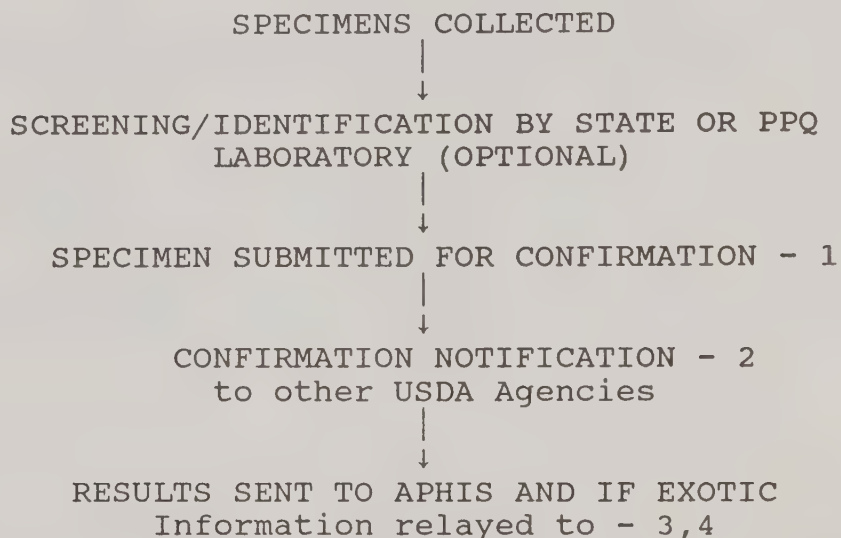 SPECIMENS COLLECTED
SCREENING/IDENTIFICATION BY STATE OR PPQ
LABORATORY (OPTIONAL)
SPECIMEN SUBMITTED FOR CONFIRMATION - 1
CONFIRMATION NOTIFICATION - 2
to other USDA Agencies
RESULTS SENT TO APHIS AND IF EXOTIC
Information relayed to - 3,4